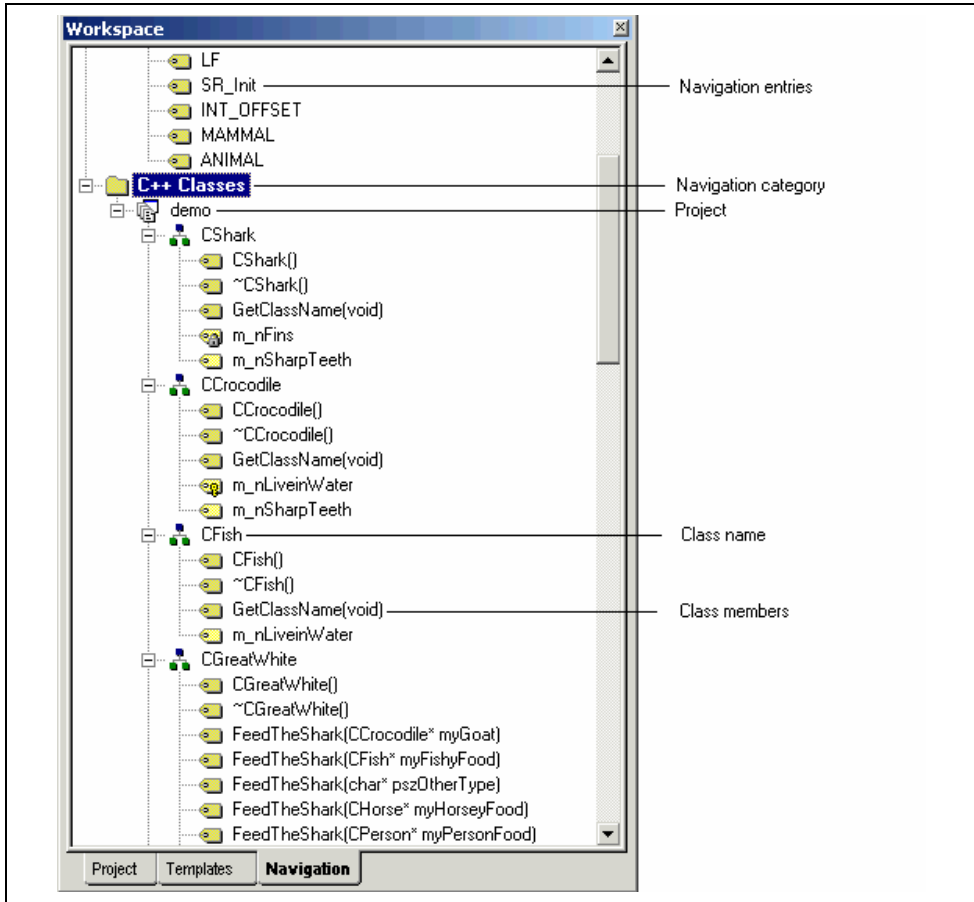 Workspace
LF
SR_Init
Navigation entries
INT_OFFSET
MAMMAL
ANIMAL
C++ Classes
Navigation category
demo
Project
CShark
CShark()
~CShark()
GetClassName(void)
m_nFins
m_nSharpTeeth
CCrocodile
CCrocodile()
~CCrocodile()
GetClassName(void)
m_nLiveinWater
m_nSharpTeeth
CFish
Class name
CFish()
~CFish()
GetClassName(void)
Class members
m_nLiveinWater
CGreatWhite
CGreatWhite()
~CGreatWhite()
FeedTheShark(CCrocodile* myGoat)
FeedTheShark(CFish* myFishyFood)
FeedTheShark(char* pszOtherType)
FeedTheShark(CHorse* myHorseyFood)
FeedTheShark(CPerson* myPersonFood)
Project Templates Navigation